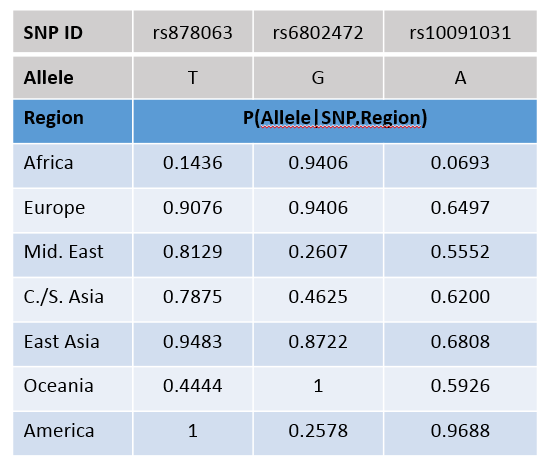 SNP ID rs878063 rs6802472 rs10091031
Allele T G A
Region P(Allele|SNP,Region)
Africa 0.1436 0.9406 0.0693
Europe 0.9076 0.9406 0.6497
Mid. East 0.8129 0.2607 0.5552
C./S. Asia 0.7875 0.4625 0.6200
East Asia 0.9483 0.8722 0.6808
Oceania 0.4444 1 0.5926
America 1 0.2578 0.9688